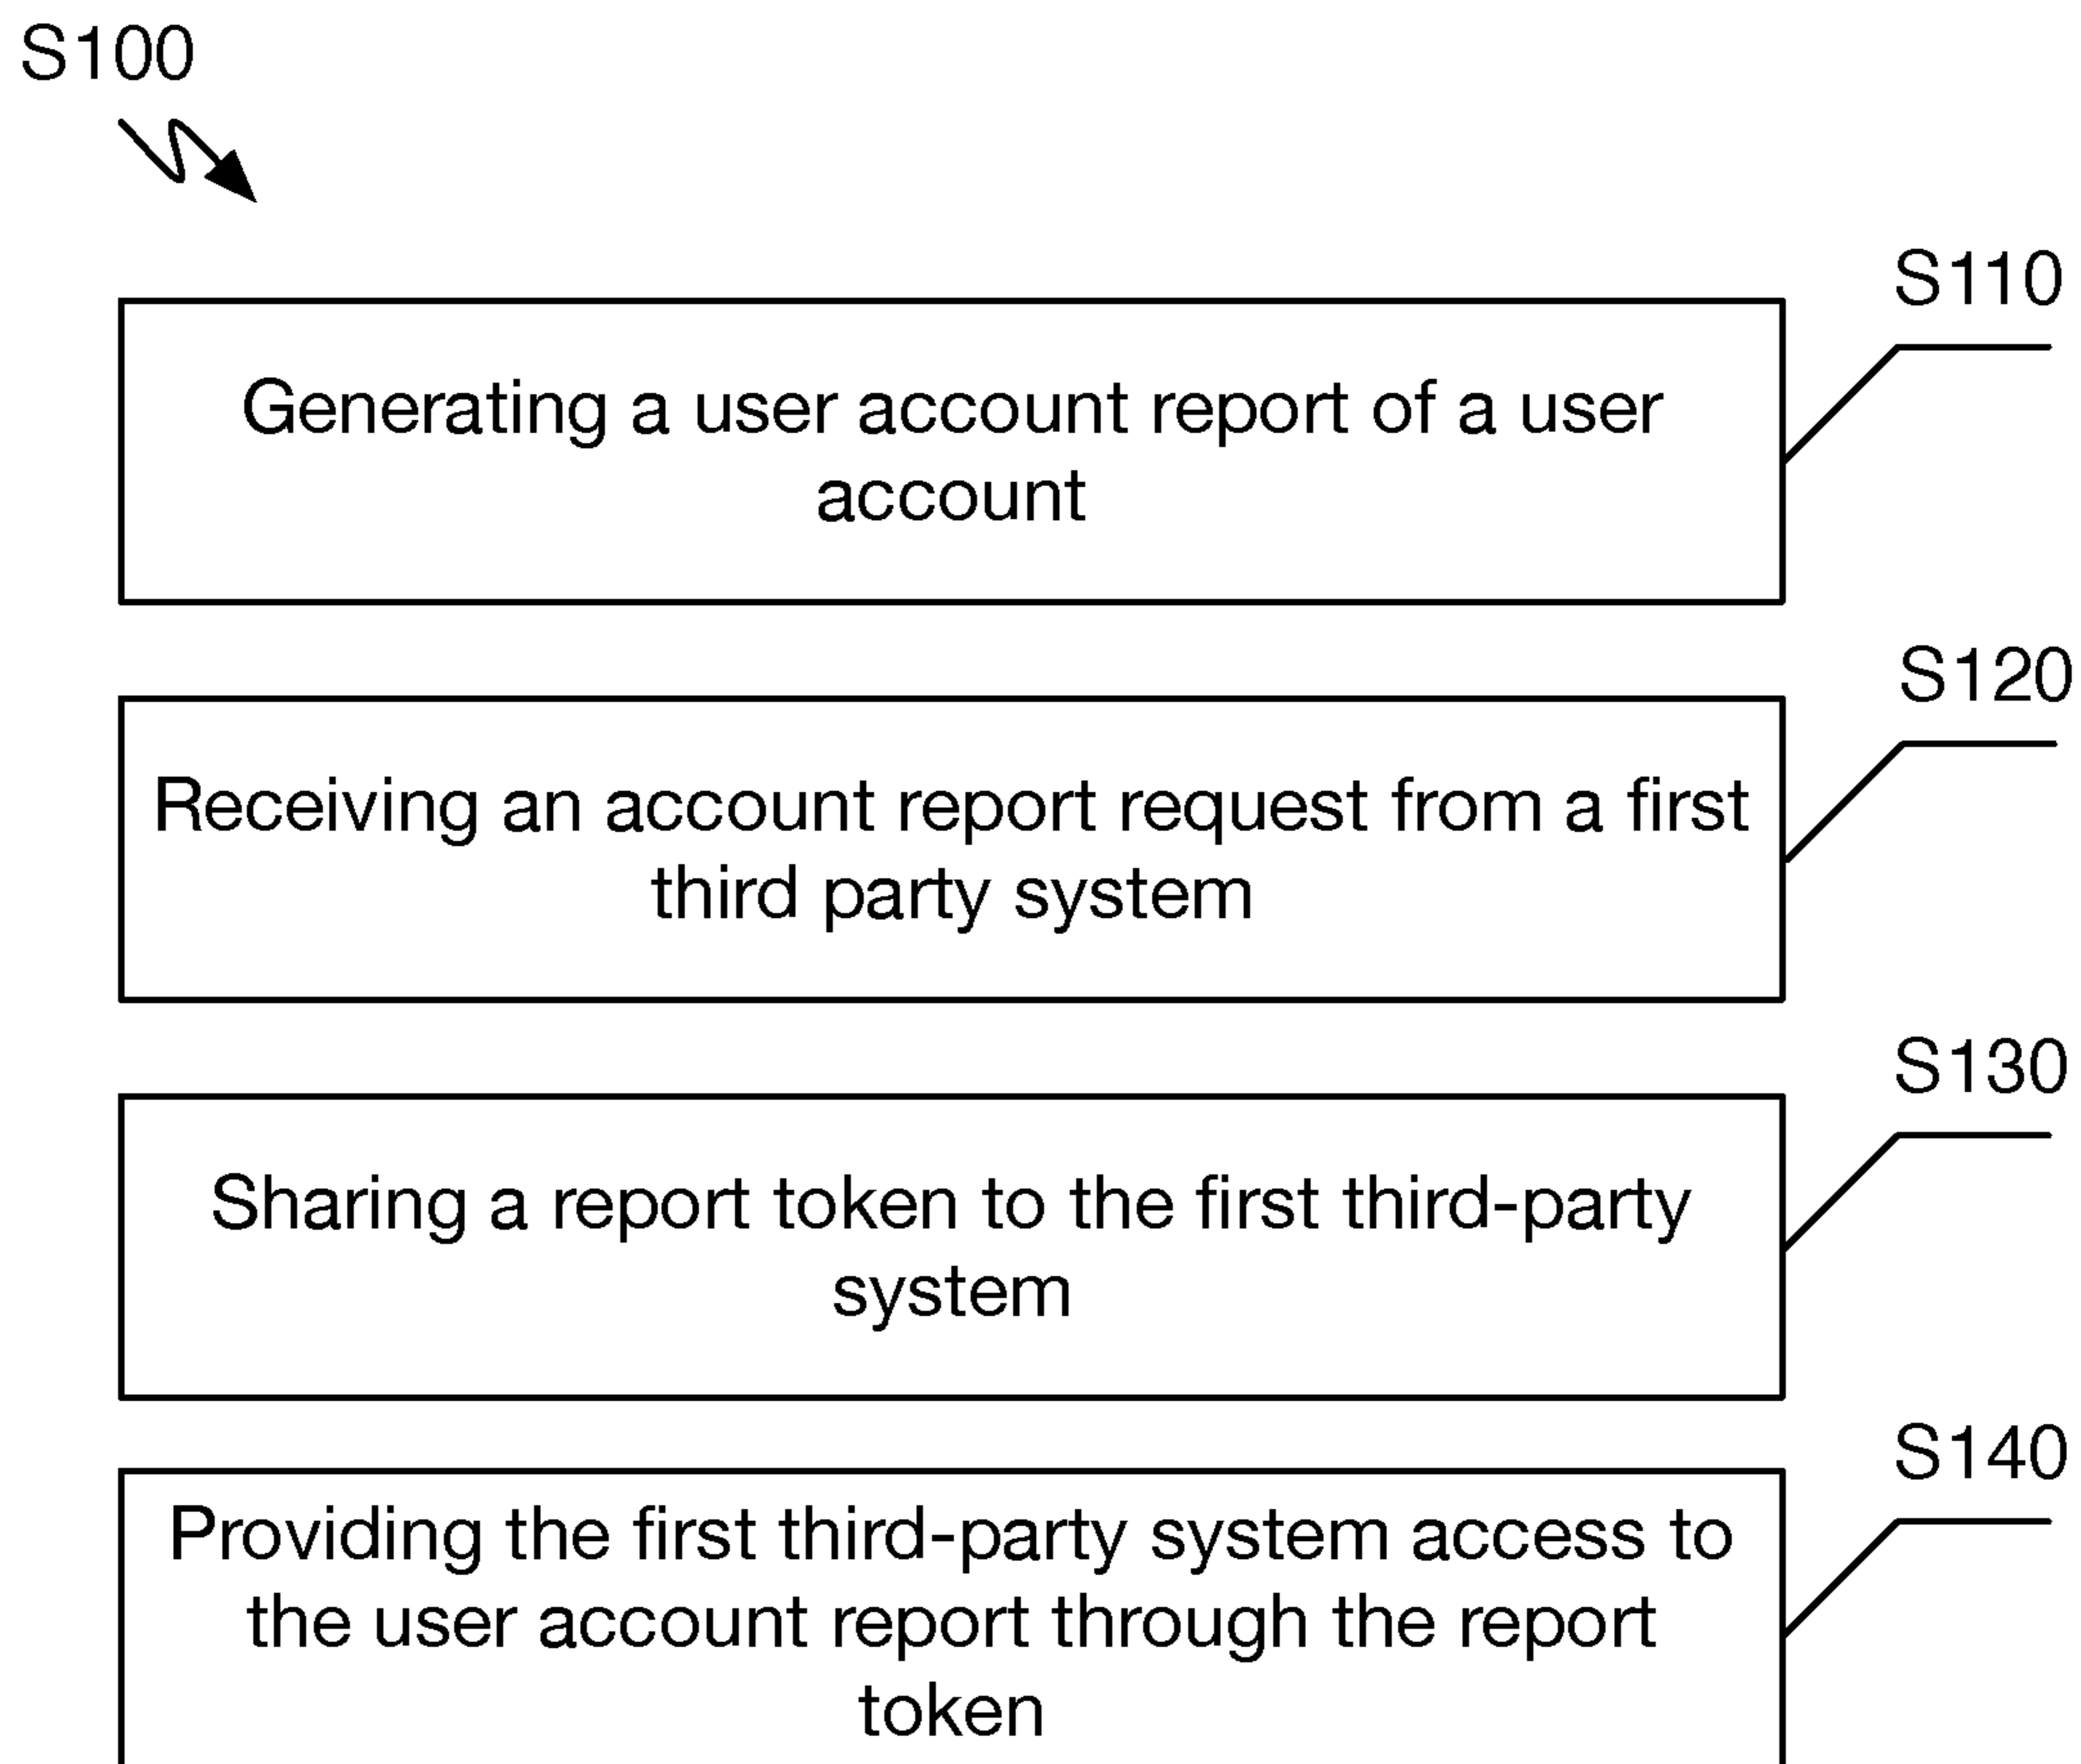 S100
S110
Generating a user account report of a user
account
S120
Receiving an account report request from a first
third party system
S130
Sharing a report token to the first third-party
system
S140
Providing the first third-party system access to
the user account report through the report
token